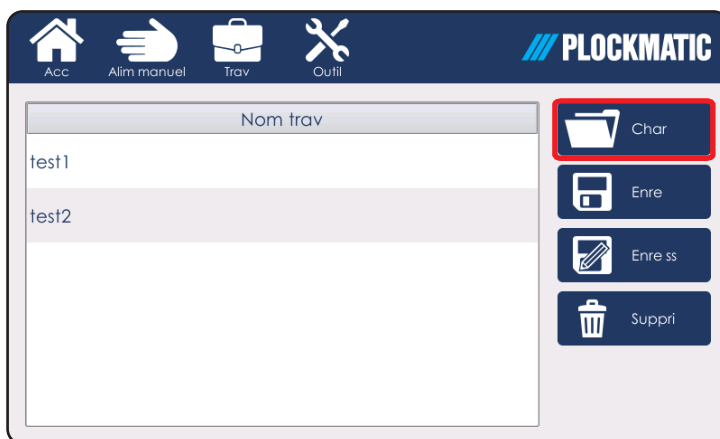 Acc Alim manuel Trav Outil PLOCKMATIC
Nom trav
test1
test2
Char
Enre
Enre ss
Suppri